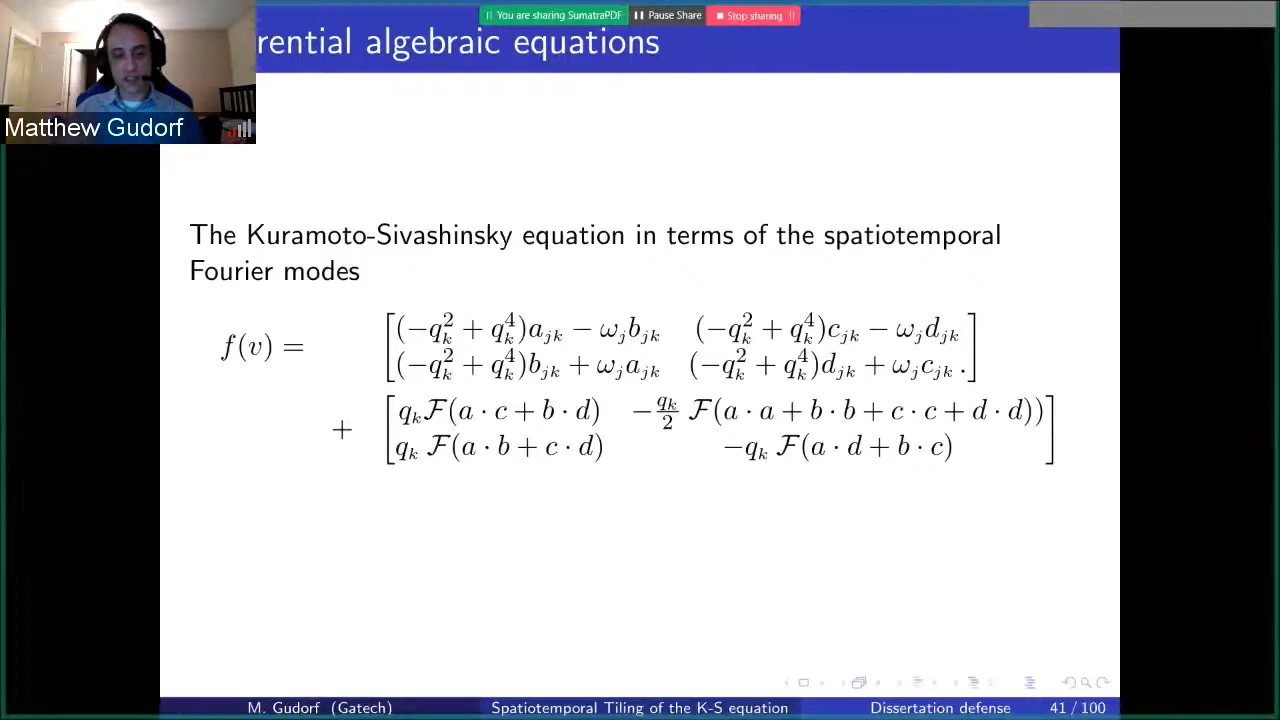 You are sharing SumatraPDF Pause Share Stop sharing
rential algebraic equations
Matthew Gudorf
The Kuramoto-Sivashinsky equation in terms of the spatiotemporal
Fourier modes
f(v) = [(−q_k^2 + q_k^4)a_{jk} − ω_j b_{jk} (−q_k^2 + q_k^4)c_{jk} − ω_j d_{jk}
(−q_k^2 + q_k^4)b_{jk} + ω_j a_{jk} (−q_k^2 + q_k^4)d_{jk} + ω_j c_{jk} .]
+ [q_k F(a · c + b · d) −q_k/2 F(a · a + b · b + c · c + d · d))
q_k F(a · b + c · d) −q_k F(a · d + b · c)]
M. Gudorf (Gatech) Spatiotemporal Tiling of the K-S equation Dissertation defense 41 / 100